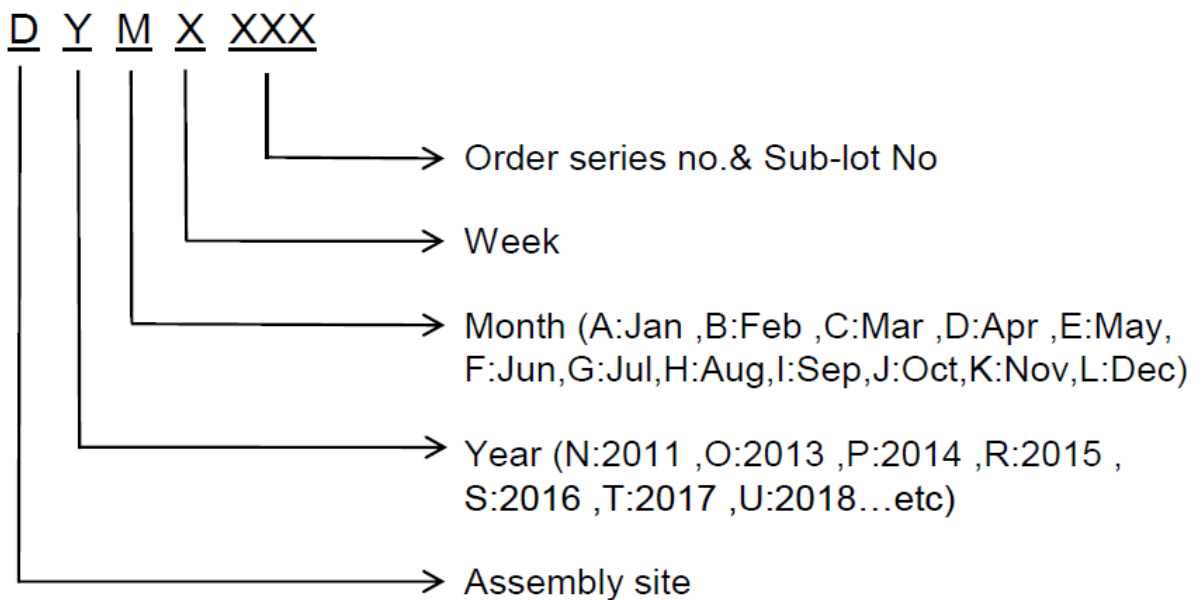 D Y M X XXX
Order series no.& Sub-lot No
Week
Month (A:Jan ,B:Feb ,C:Mar ,D:Apr ,E:May,
F:Jun,G:Jul,H:Aug,I:Sep,J:Oct,K:Nov,L:Dec)
Year (N:2011 ,O:2013 ,P:2014 ,R:2015 ,
S:2016 ,T:2017 ,U:2018…etc)
Assembly site